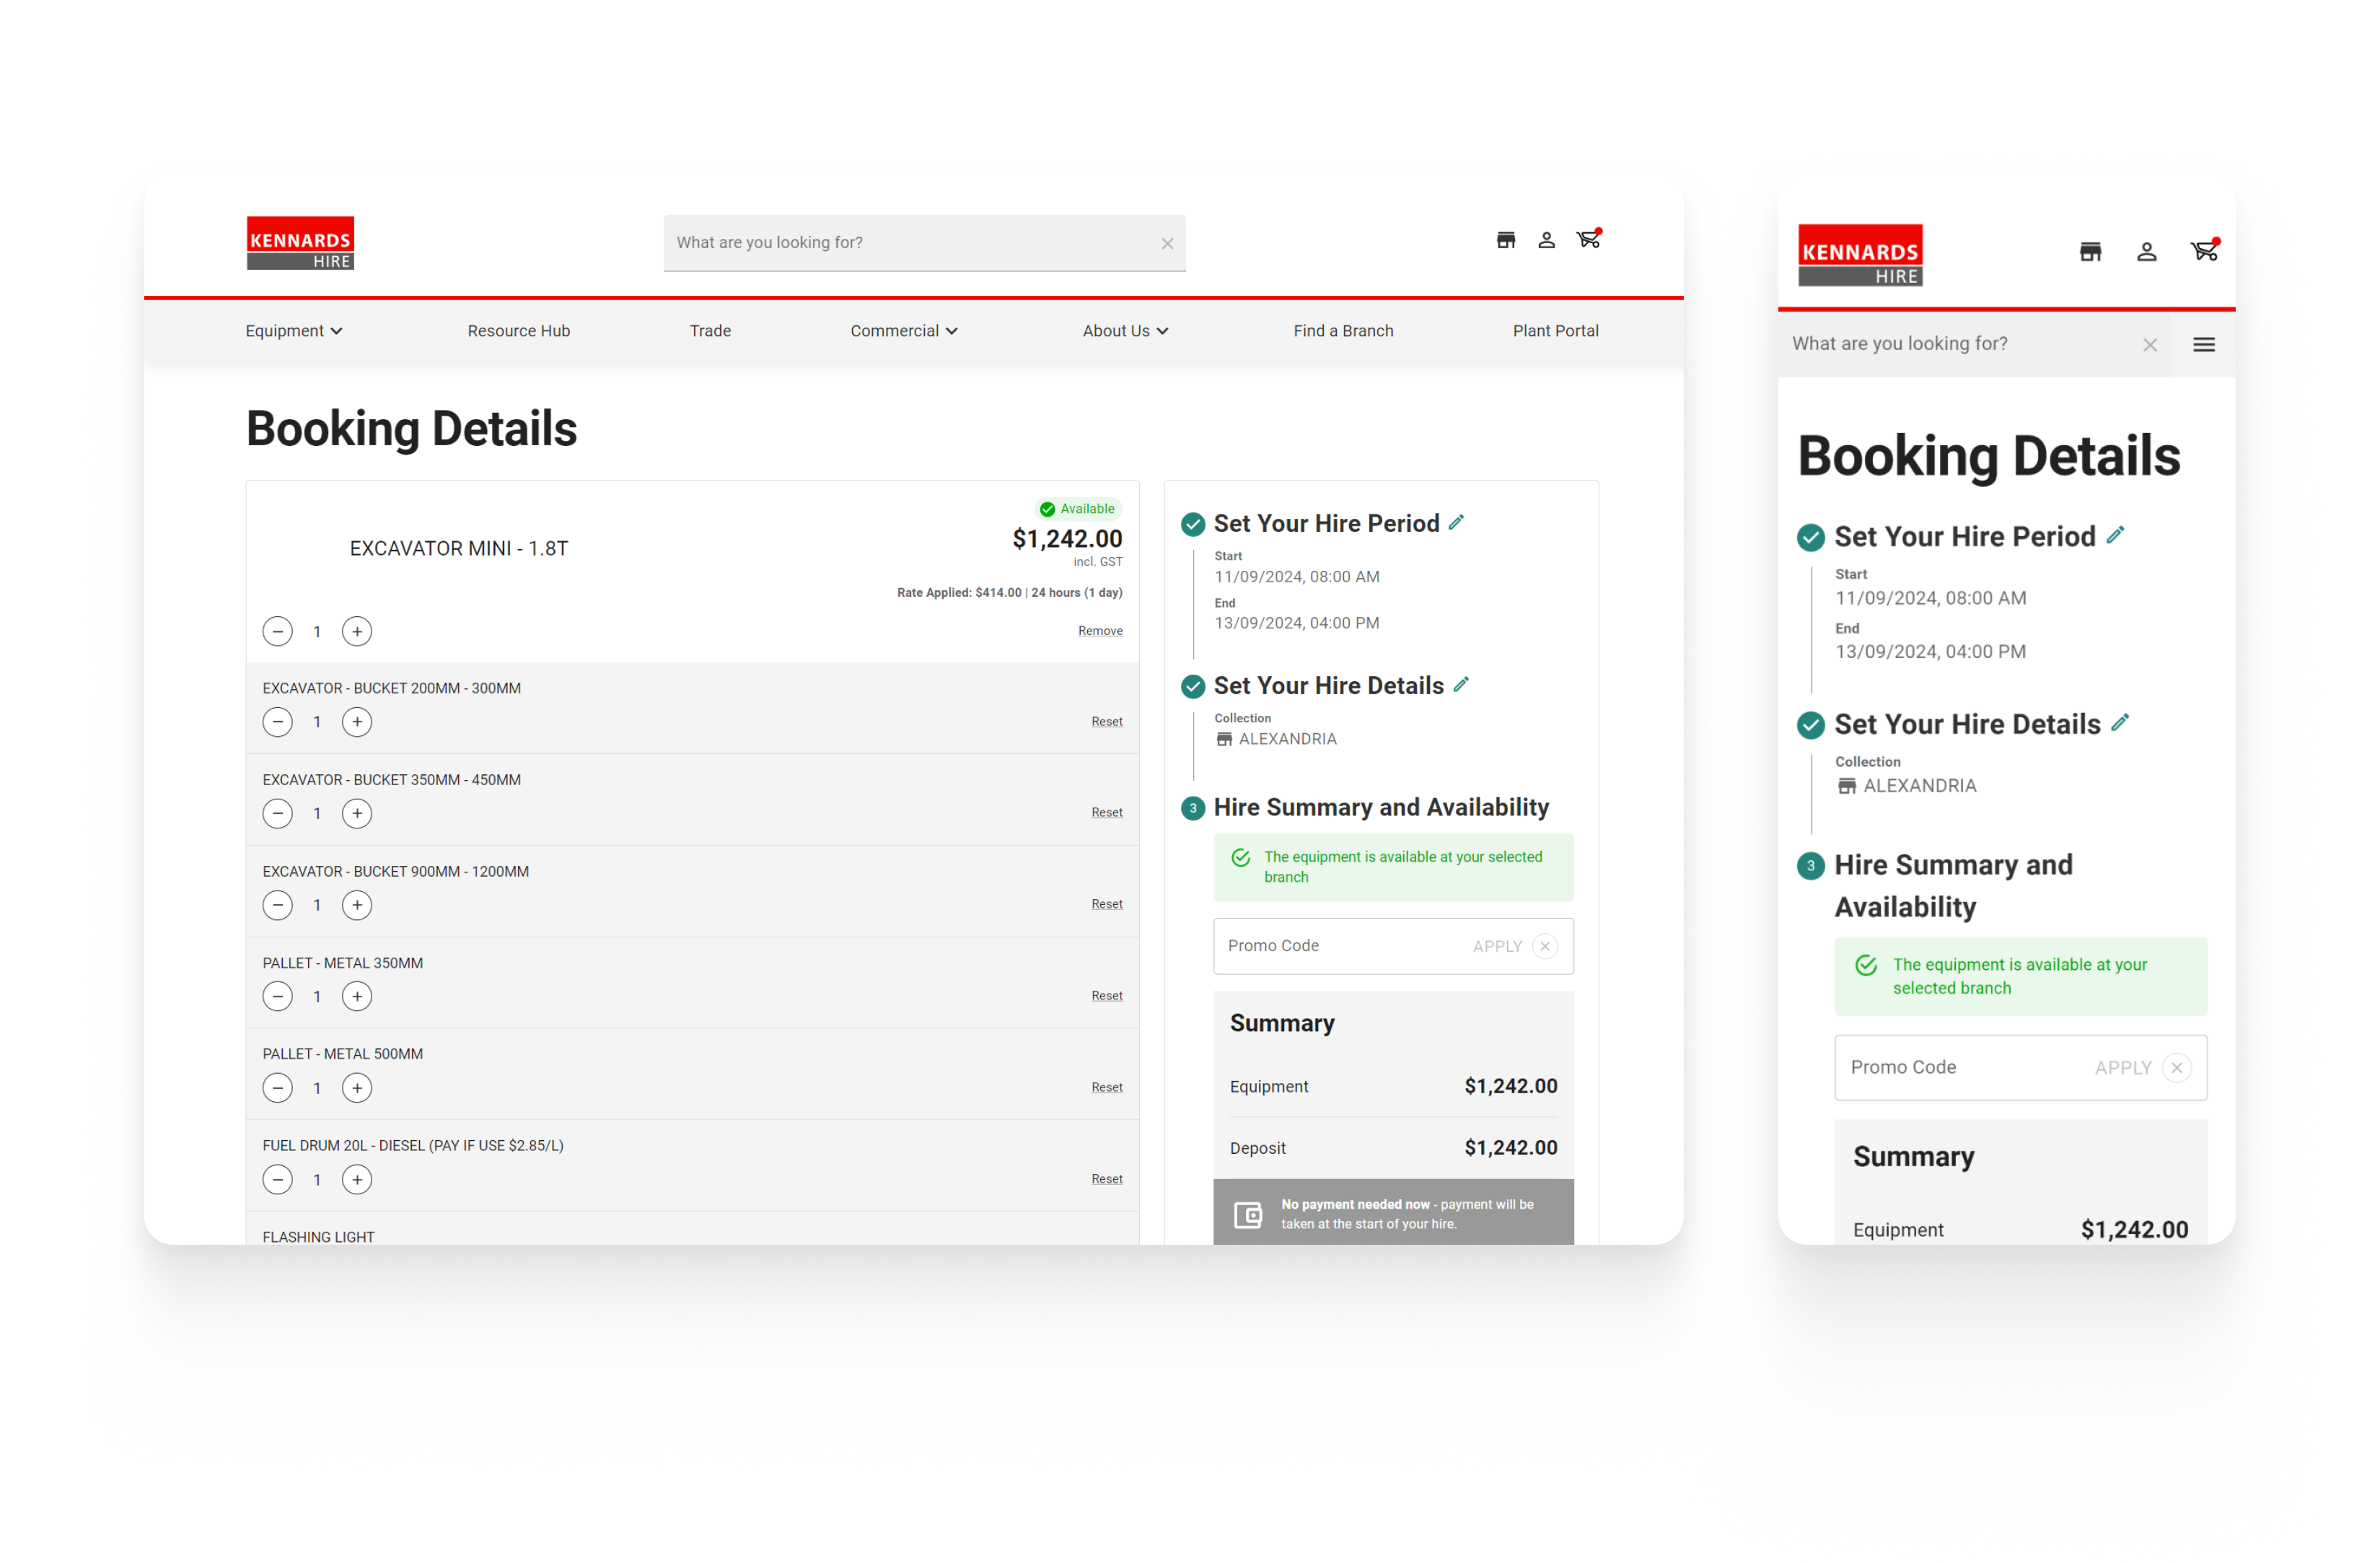 KENNARDS
HIRE
What are you looking for?
Equipment
Resource Hub
Trade
Commercial
About Us
Find a Branch
Plant Portal
Booking Details
Available
EXCAVATOR MINI - 1.8T
$1,242.00
incl. GST
Rate Applied: $414.00 | 24 hours (1 day)
1
Remove
EXCAVATOR - BUCKET 200MM - 300MM
1
Reset
EXCAVATOR - BUCKET 350MM - 450MM
1
Reset
EXCAVATOR - BUCKET 900MM - 1200MM
1
Reset
PALLET - METAL 350MM
1
Reset
PALLET - METAL 500MM
1
Reset
FUEL DRUM 20L - DIESEL (PAY IF USE $2.85/L)
1
Reset
FLASHING LIGHT
Set Your Hire Period
Start
11/09/2024, 08:00 AM
End
13/09/2024, 04:00 PM
Set Your Hire Details
Collection
ALEXANDRIA
3 Hire Summary and Availability
The equipment is available at your selected
branch
Promo Code APPLY
Summary
Equipment $1,242.00
Deposit $1,242.00
No payment needed now - payment will be
taken at the start of your hire.
KENNARDS
HIRE
What are you looking for?
Booking Details
Set Your Hire Period
Start
11/09/2024, 08:00 AM
End
13/09/2024, 04:00 PM
Set Your Hire Details
Collection
ALEXANDRIA
3 Hire Summary and
Availability
The equipment is available at your
selected branch
Promo Code APPLY
Summary
Equipment $1,242.00